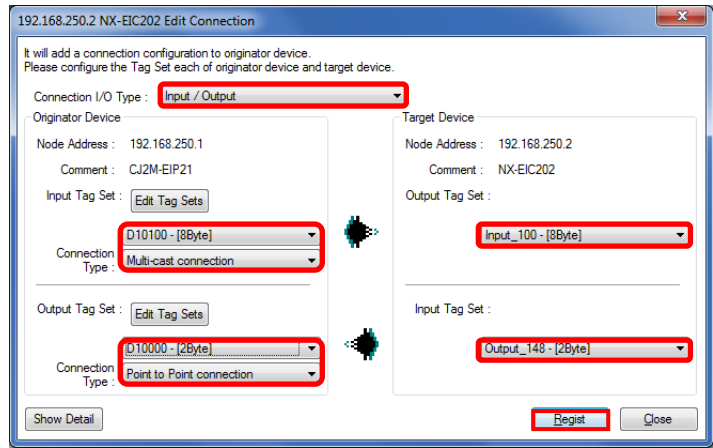 192.168.250.2 NX-EIC202 Edit Connection
It will add a connection configuration to originator device.
Please configure the Tag Set each of originator device and target device.
Connection I/O Type : Input / Output
Originator Device
Node Address : 192.168.250.1
Comment : CJ2M-EIP21
Input Tag Set : Edit Tag Sets
D10100 - [8Byte]
Connection Type : Multi-cast connection
Output Tag Set : Edit Tag Sets
D10000 - [2Byte]
Connection Type : Point to Point connection
Target Device
Node Address : 192.168.250.2
Comment : NX-EIC202
Output Tag Set :
Input_100 - [8Byte]
Input Tag Set :
Output_148 - [2Byte]
Show Detail
Regist
Close